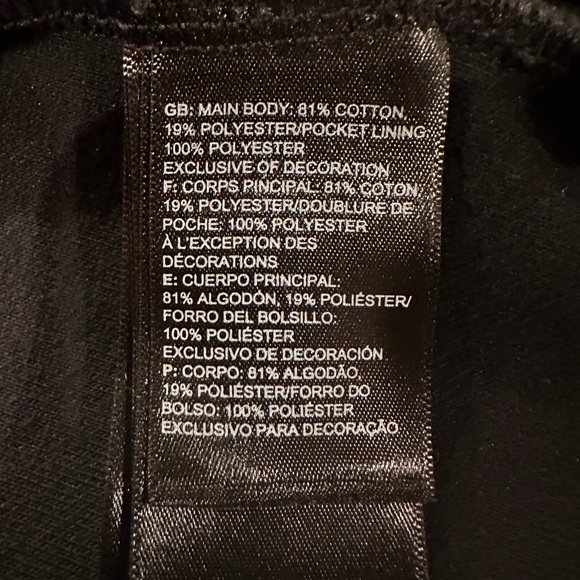 GB: MAIN BODY: 81% COTTON,
19% POLYESTER/POCKET LINING
100% POLYESTER
EXCLUSIVE OF DECORATION
F: CORPS PINCIPAL: 81% COTON,
19% POLYESTER/DOUBLURE DE
POCHE: 100% POLYESTER
À L'EXCEPTION DES
DÉCORATIONS
E: CUERPO PRINCIPAL:
81% ALGODÓN, 19% POLIÉSTER/
FORRO DEL BOLSILLO:
100% POLIÉSTER
EXCLUSIVO DE DECORACIÓN
P: CORPO: 81% ALGODÃO,
19% POLIÉSTER/FORRO DO
BOLSO: 100% POLIÉSTER
EXCLUSIVO PARA DECORAÇÃO